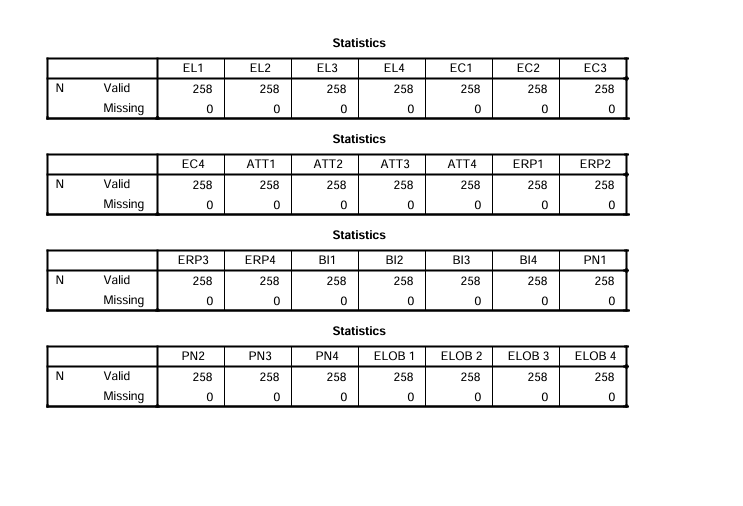 Statistics
EL1 EL2 EL3 EL4 EC1 EC2 EC3
N Valid 258 258 258 258 258 258 258
Missing 0 0 0 0 0 0 0
Statistics
EC4 ATT1 ATT2 ATT3 ATT4 ERP1 ERP2
N Valid 258 258 258 258 258 258 258
Missing 0 0 0 0 0 0 0
Statistics
ERP3 ERP4 BI1 BI2 BI3 BI4 PN1
N Valid 258 258 258 258 258 258 258
Missing 0 0 0 0 0 0 0
Statistics
PN2 PN3 PN4 ELOB 1 ELOB 2 ELOB 3 ELOB 4
N Valid 258 258 258 258 258 258 258
Missing 0 0 0 0 0 0 0